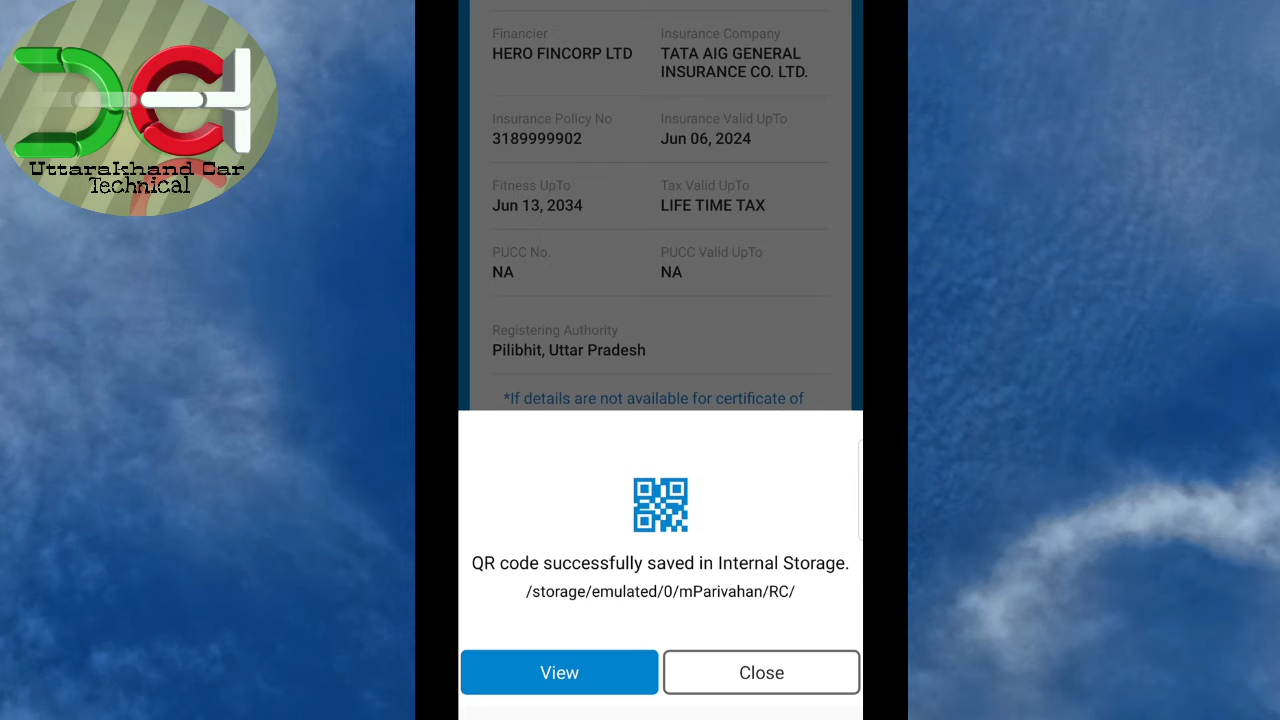 Uttarakhand Car
Technical
Financier
HERO FINCORP LTD
Insurance Company
TATA AIG GENERAL
INSURANCE CO. LTD.
Insurance Policy No
3189999902
Insurance Valid UpTo
Jun 06, 2024
Fitness UpTo
Jun 13, 2034
Tax Valid UpTo
LIFE TIME TAX
PUCC No.
NA
PUCC Valid UpTo
NA
Registering Authority
Pilibhit, Uttar Pradesh
*If details are not available for certificate of
QR code successfully saved in Internal Storage.
/storage/emulated/0/mParivahan/RC/
View
Close